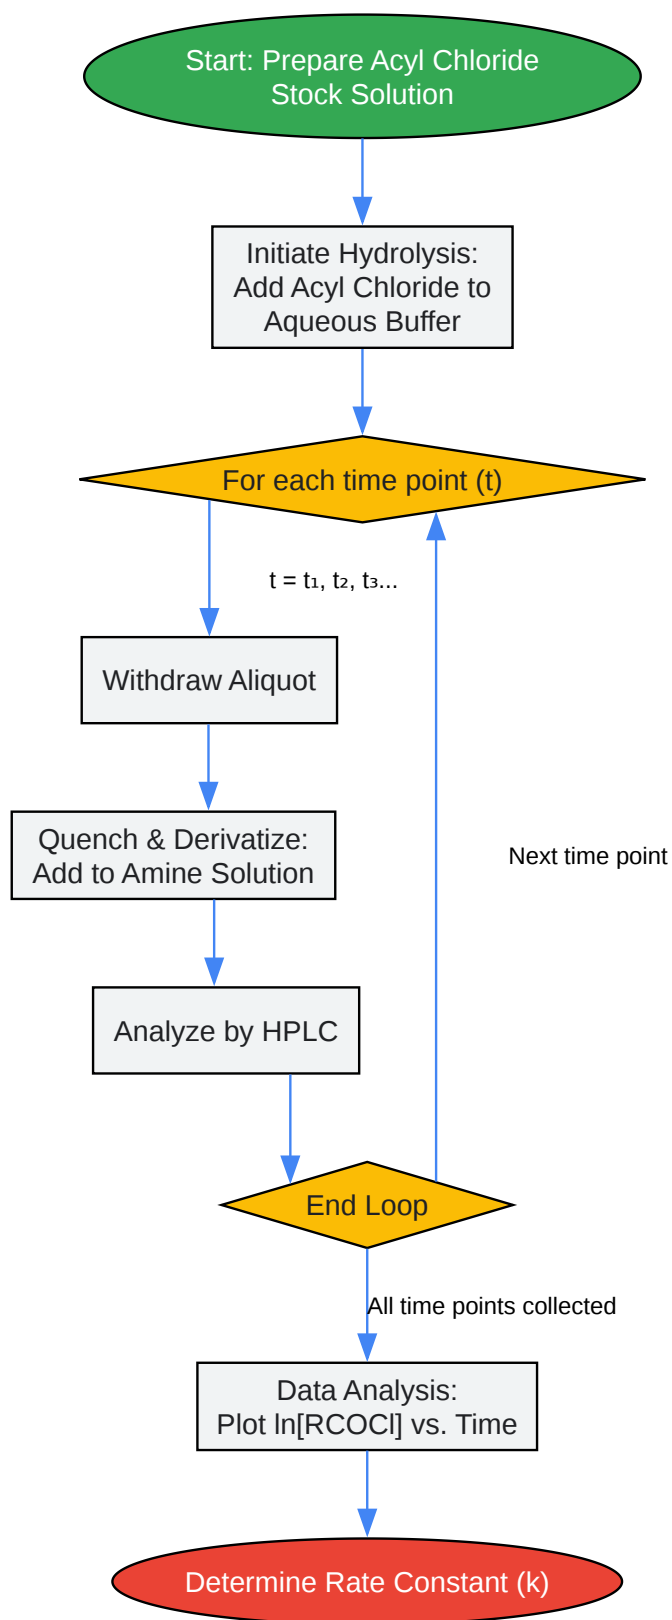 Start: Prepare Acyl Chloride
Stock Solution
Initiate Hydrolysis:
Add Acyl Chloride to
Aqueous Buffer
For each time point (t)
t = t₁, t₂, t₃...
Withdraw Aliquot
Quench & Derivatize:
Add to Amine Solution
Next time point
Analyze by HPLC
End Loop
All time points collected
Data Analysis:
Plot ln[RCOCl] vs. Time
Determine Rate Constant (k)